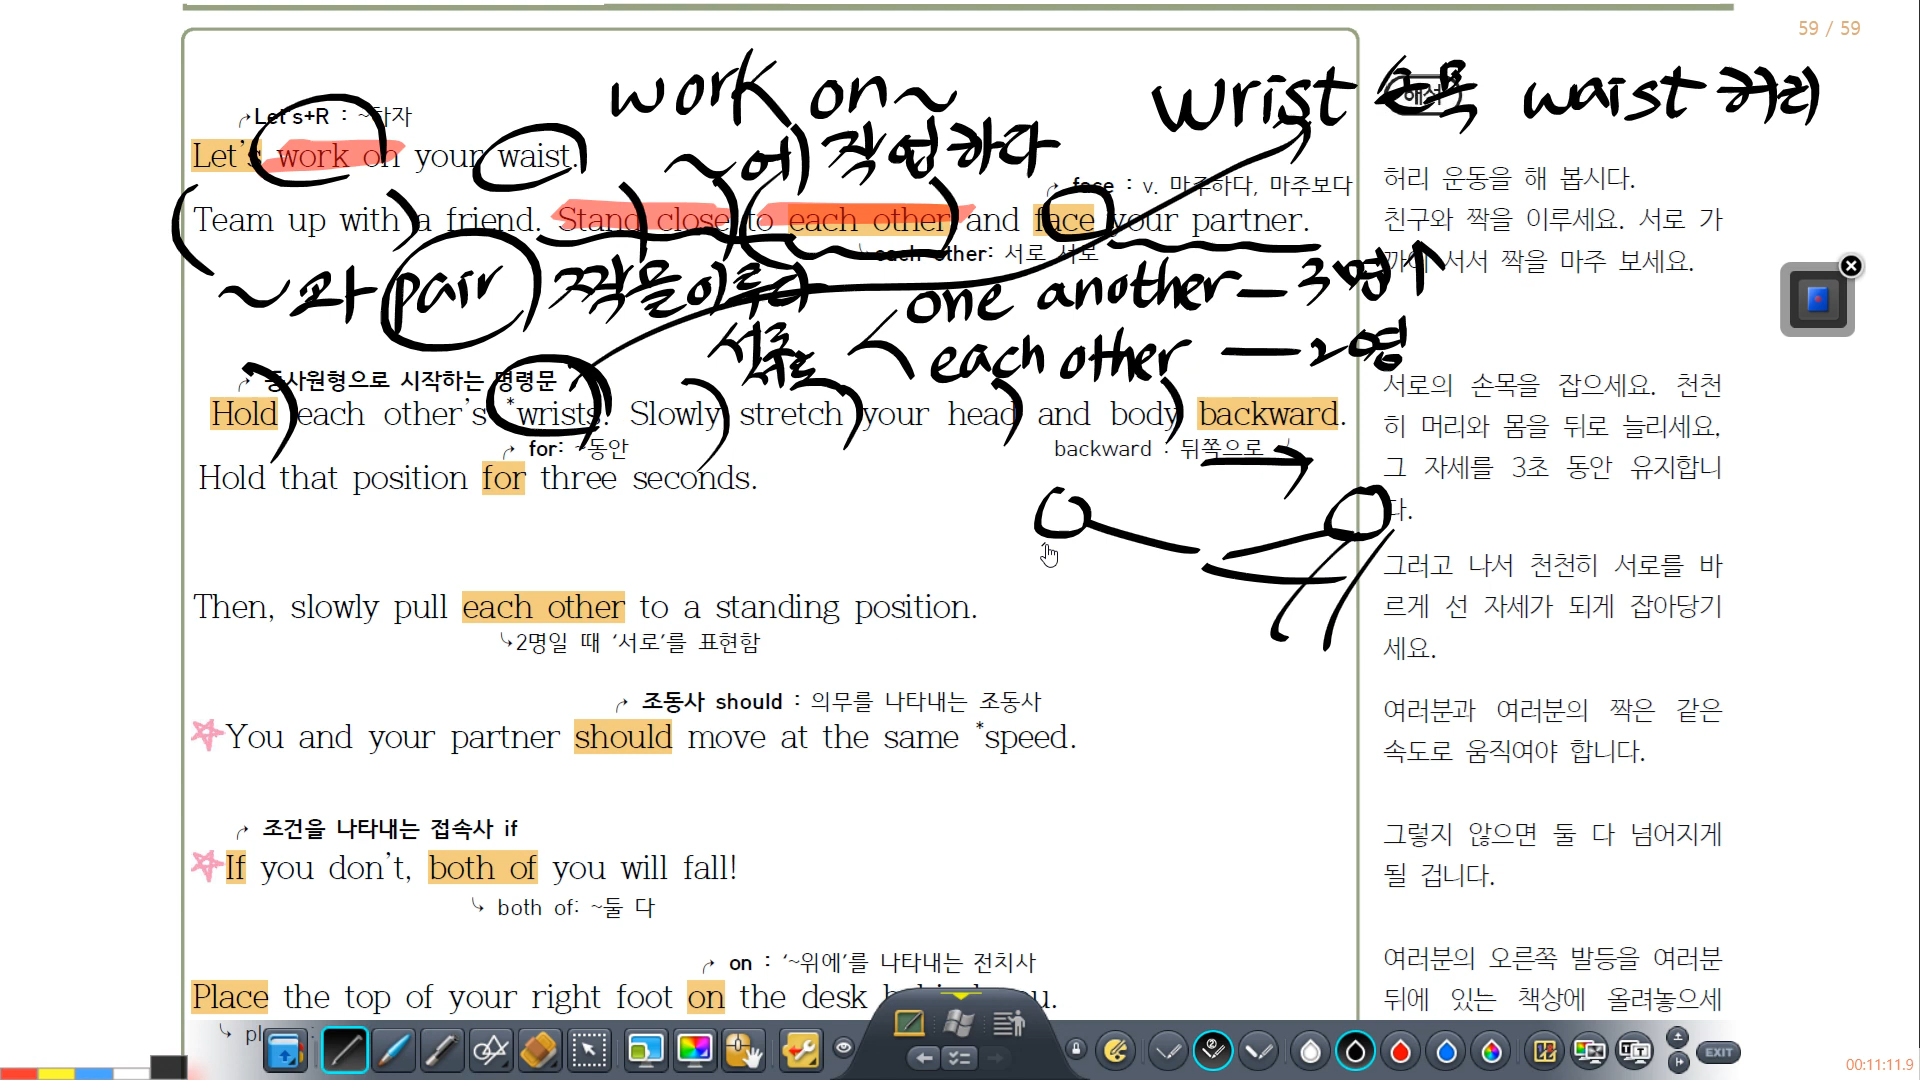 59 / 59
work on~
wrist 손목 waist 허리
해석
Let's+R : ~하자
~에 작업하다
Let's work on your waist.
허리 운동을 해 봅시다.
face : v. 마주하다, 마주보다
Team up with a friend. Stand close to each other and face your partner.
친구와 짝을 이루세요. 서로 가
each other: 서로 서로
까이 서서 짝을 마주 보세요.
~과 pair 짝을이루다
one another — 3명↑
서로 < each other — 2명
동사원형으로 시작하는 명령문
서로의 손목을 잡으세요. 천천
Hold each other's *wrists. Slowly stretch your head and body backward.
히 머리와 몸을 뒤로 늘리세요,
for: ~동안
backward : 뒤쪽으로
그 자세를 3초 동안 유지합니
Hold that position for three seconds.
다.
그러고 나서 천천히 서로를 바
Then, slowly pull each other to a standing position.
르게 선 자세가 되게 잡아당기
2명일 때 '서로'를 표현함
세요.
조동사 should : 의무를 나타내는 조동사
여러분과 여러분의 짝은 같은
You and your partner should move at the same *speed.
속도로 움직여야 합니다.
조건을 나타내는 접속사 if
그렇지 않으면 둘 다 넘어지게
If you don't, both of you will fall!
될 겁니다.
both of: ~둘 다
on : '~위에'를 나타내는 전치사
여러분의 오른쪽 발등을 여러분
Place the top of your right foot on the desk
뒤에 있는 책상에 올려놓으세
EXIT
00:11:11.9